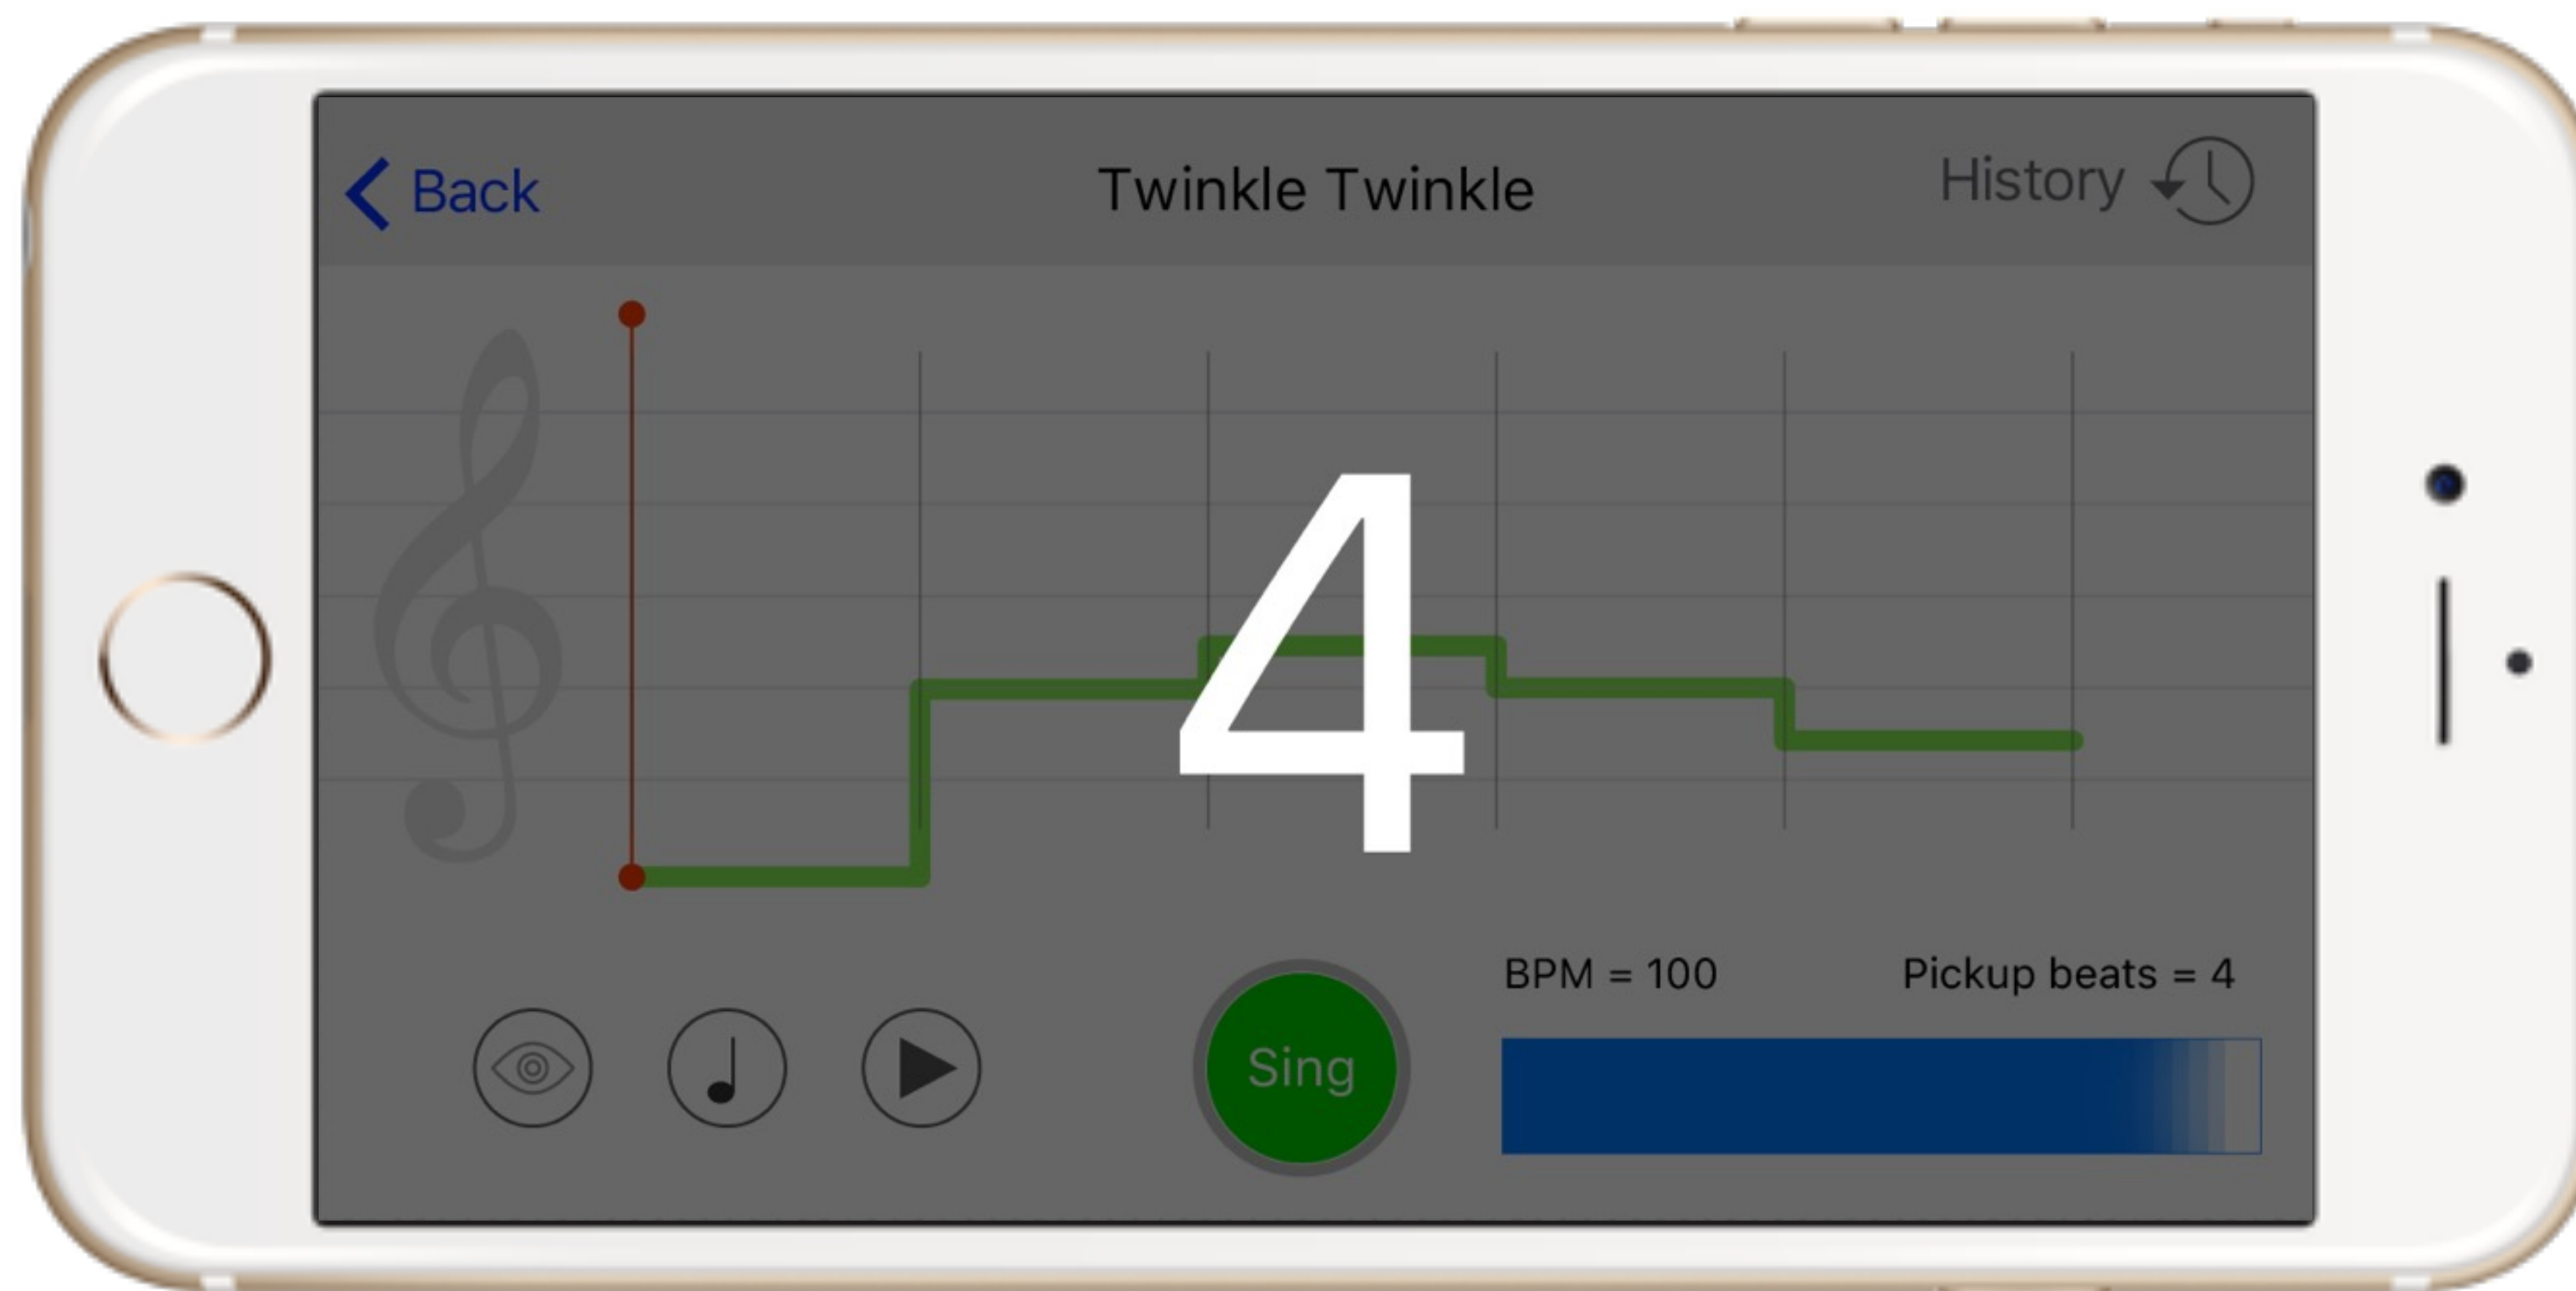 Back
Twinkle Twinkle
History
4
BPM = 100
Pickup beats = 4
Sing